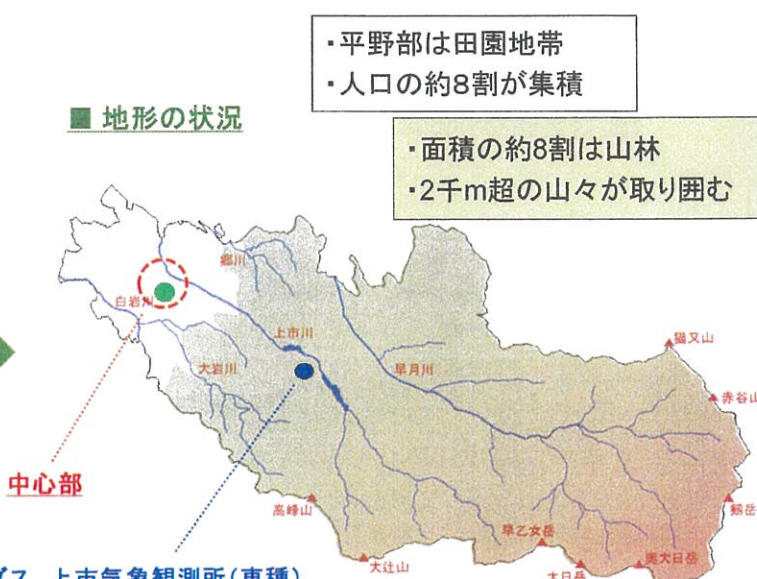 ・平野部は田園地帯
・人口の約8割が集積
■ 地形の状況
・面積の約8割は山林
・2千m超の山々が取り囲む
郷川
白岩川
上市川
大岩川
早月川
猫又山
赤谷山
中心部
高峰山
剱岳
早乙女岳
奥大日岳
大辻山
大日岳
上市気象観測所(東種)